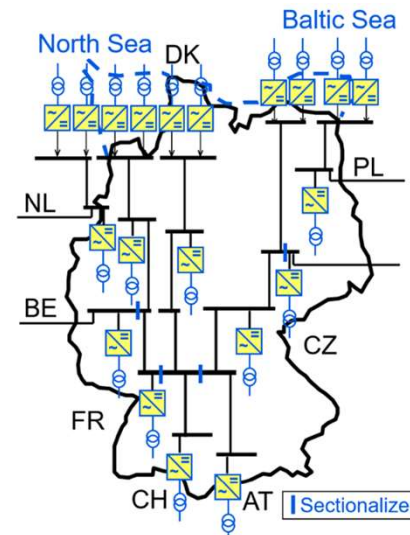 Baltic Sea
North Sea
DK
PL
NL
BE
CZ
FR
CH
AT
Sectionalize